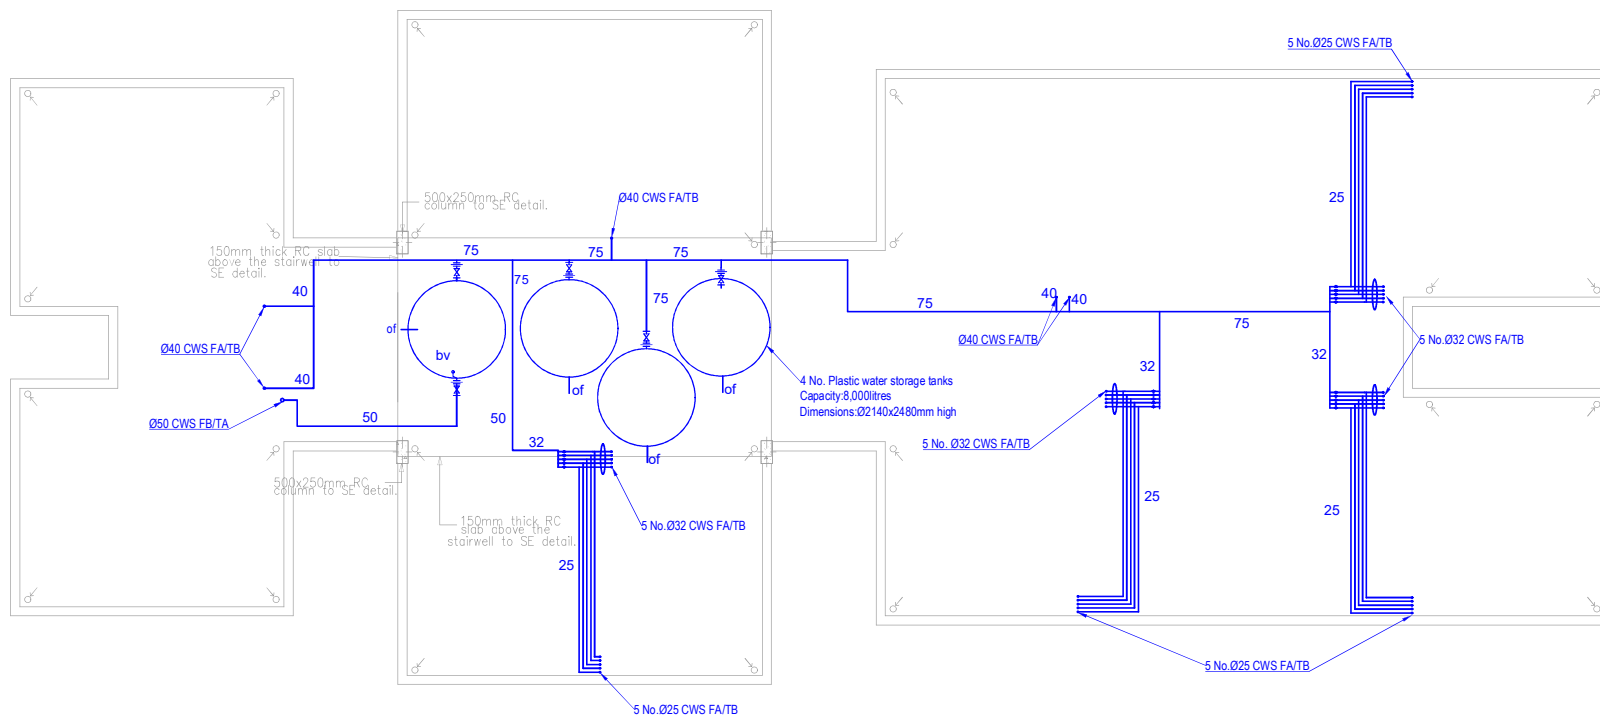 5 No.Ø25 CWS FA/TB
500x250mm RC
column to SE detail.
Ø40 CWS FA/TB
25
150mm thick RC slab
above the stairwell to
SE detail.
75
75
75
75
40
75
40
40
75
75
of
Ø40 CWS FA/TB
Ø40 CWS FA/TB
5 No.Ø32 CWS FA/TB
bv
32
32
40
4 No. Plastic water storage tanks
Capacity:8,000litres
Dimensions:Ø2140x2480mm high
of
of
50
50
Ø50 CWS FB/TA
32
5 No. Ø32 CWS FA/TB
of
500x250mm RC
column to SE detail.
25
25
150mm thick RC
slab above the
stairwell to SE detail.
5 No.Ø32 CWS FA/TB
25
5 No.Ø25 CWS FA/TB
5 No.Ø25 CWS FA/TB